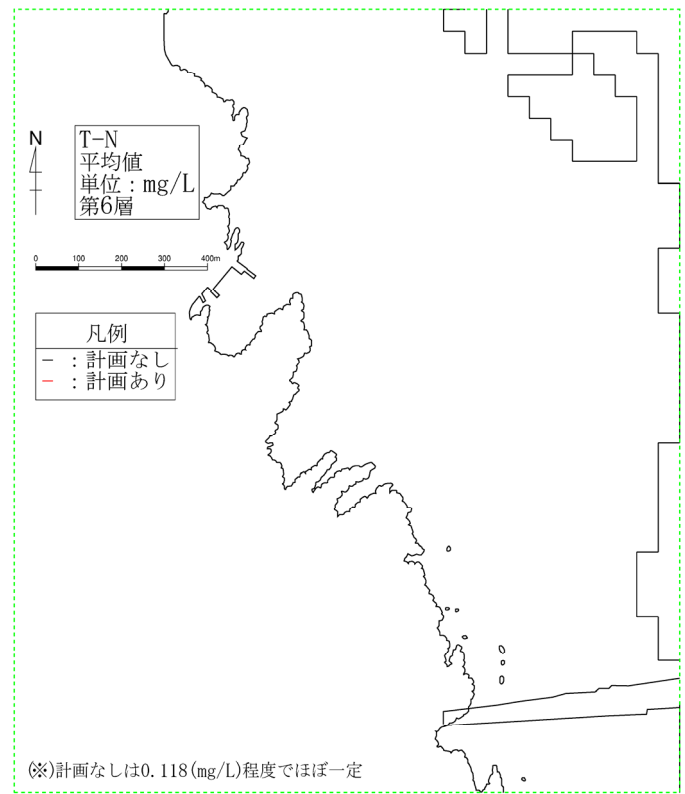 N
T-N
平均値
単位：mg/L
第6層
0 100 200 300 400m
凡例
− ：計画なし
− ：計画あり
(※)計画なしは0.118(mg/L)程度でほぼ一定